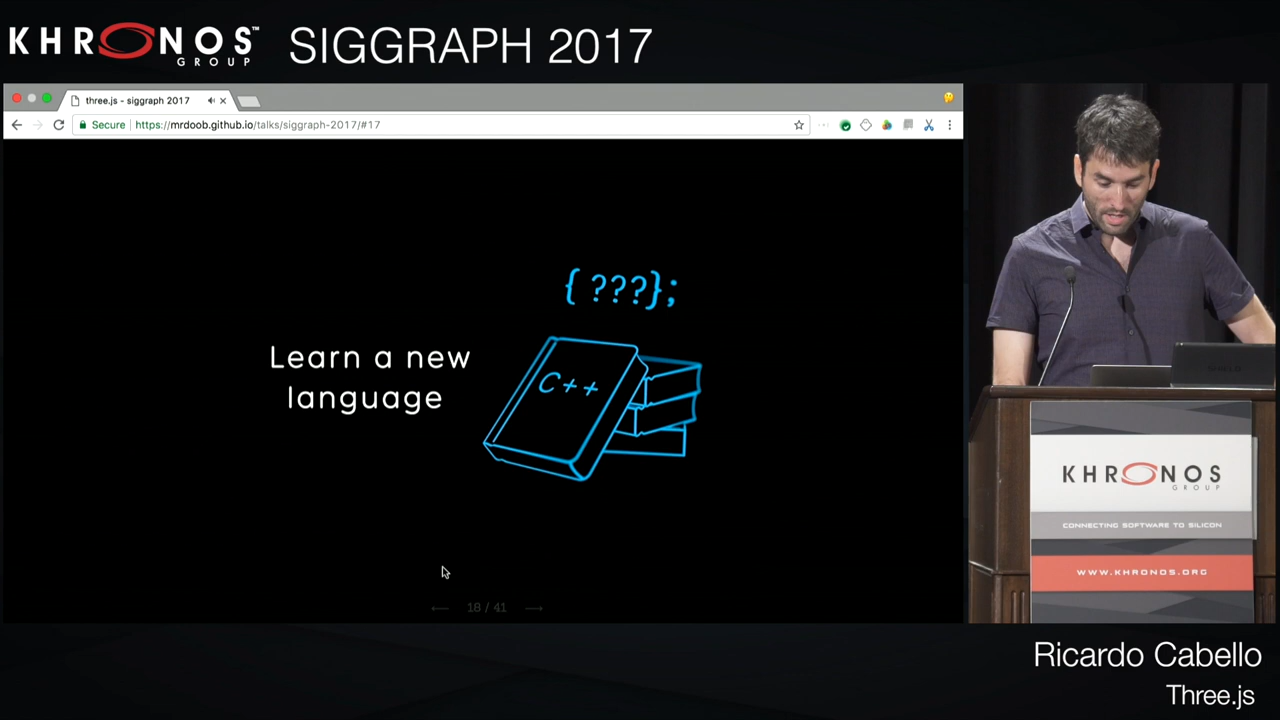 KHRONOS™
GROUP
SIGGRAPH 2017
three.js - siggraph 2017
Secure
https://mrdoob.github.io/talks/siggraph-2017/#17
{ ???};
Learn a new
language
C++
18 / 41
KHRONOS
GROUP
CONNECTING SOFTWARE TO SILICON
WWW.KHRONOS.ORG
Ricardo Cabello
Three.js